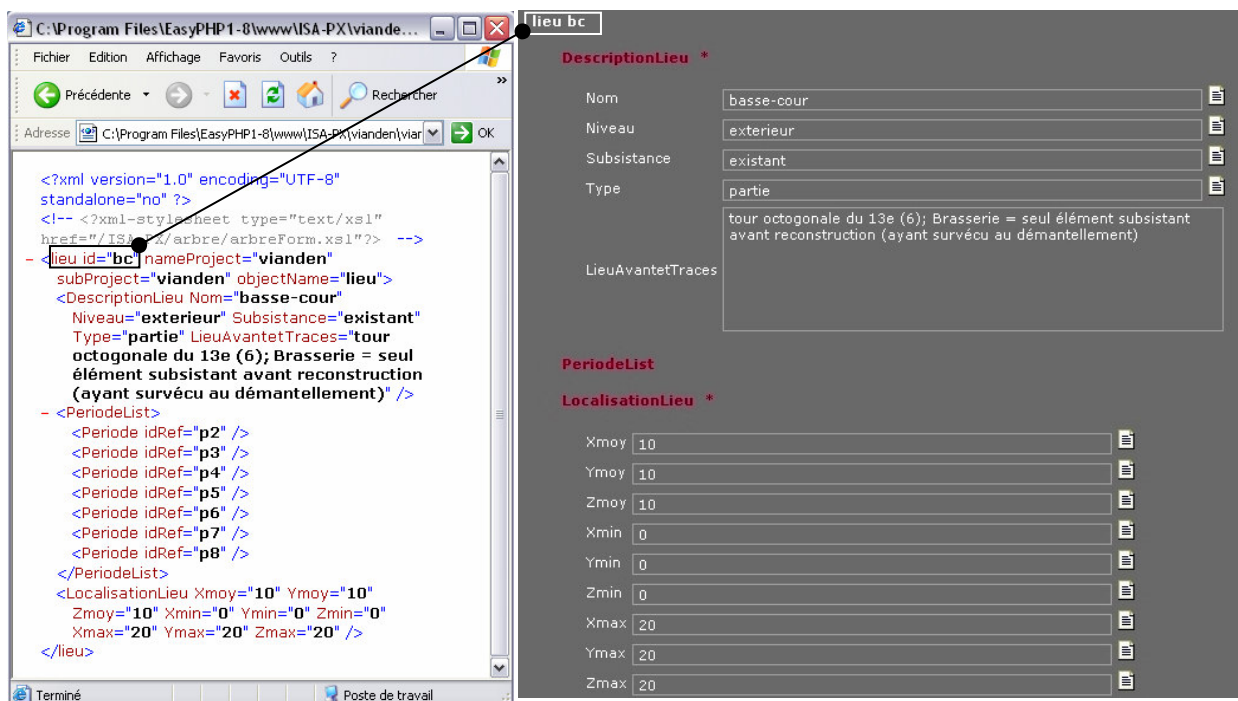 C:\Program Files\EasyPHP1-8\www\ISA-PX\viande...
Fichier Edition Affichage Favoris Outils ?
Précédente Rechercher »
Adresse C:\Program Files\EasyPHP1-8\www\ISA-PX\vianden\viar OK
<?xml version="1.0" encoding="UTF-8"
standalone="no" ?>
<!-- <?xml-stylesheet type="text/xsl"
href="/ISA-PX/arbre/arbreForm.xsl"?> -->
- <lieu id="bc" nameProject="vianden"
subProject="vianden" objectName="lieu">
<DescriptionLieu Nom="basse-cour"
Niveau="exterieur" Subsistance="existant"
Type="partie" LieuAvantetTraces="tour
octogonale du 13e (6); Brasserie = seul
élément subsistant avant reconstruction
(ayant survécu au démantellement)" />
- <PeriodeList>
<Periode idRef="p2" />
<Periode idRef="p3" />
<Periode idRef="p4" />
<Periode idRef="p5" />
<Periode idRef="p6" />
<Periode idRef="p7" />
<Periode idRef="p8" />
</PeriodeList>
<LocalisationLieu Xmoy="10" Ymoy="10"
Zmoy="10" Xmin="0" Ymin="0" Zmin="0"
Xmax="20" Ymax="20" Zmax="20" />
</lieu>
Terminé Poste de travail
lieu bc
DescriptionLieu *
Nom basse-cour
Niveau exterieur
Subsistance existant
Type partie
tour octogonale du 13e (6); Brasserie = seul élément subsistant
avant reconstruction (ayant survécu au démantellement)
LieuAvantetTraces
PeriodeList
LocalisationLieu *
Xmoy 10
Ymoy 10
Zmoy 10
Xmin 0
Ymin 0
Zmin 0
Xmax 20
Ymax 20
Zmax 20